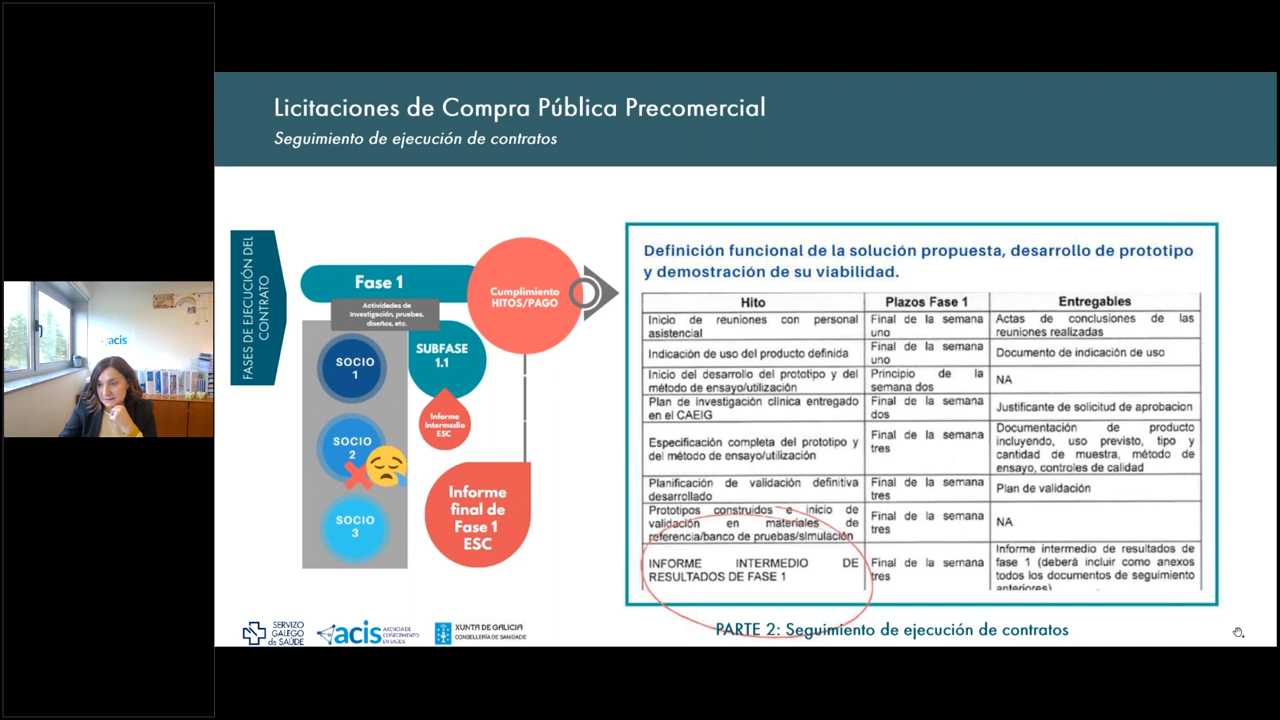 Licitaciones de Compra Pública Precomercial
Seguimiento de ejecución de contratos
acis
FASES DE EJECUCIÓN DEL
CONTRATO
Fase 1
Actividades de
Investigación, pruebas,
diseños, etc.
Cumplimiento
HITOS/PAGO
SOCIO
1
SUBFASE
1.1
Informe
Intermedio
ESC
SOCIO
2
Informe
final de
Fase 1
ESC
SOCIO
3
Definición funcional de la solución propuesta, desarrollo de prototipo
y demostración de su viabilidad.
Hito Plazos Fase 1 Entregables
Inicio de reuniones con personal
asistencial
Final de la semana
uno
Actas de conclusiones de las
reuniones realizadas
Indicación de uso del producto definida
Final de la semana
uno
Documento de indicación de uso
Inicio del desarrollo del prototipo y del
método de ensayo/utilización
Principio de la
semana dos
NA
Plan de investigación clínica entregado
en el CAEIG
Final de la semana
dos
Justificante de solicitud de aprobacion
Especificación completa del prototipo y
del método de ensayo/utilización
Final de la semana
tres
Documentación de producto
incluyendo, uso previsto, tipo y
cantidad de muestra, método de
ensayo, controles de calidad
Planificación de validación definitiva
desarrollado
Final de la semana
tres
Plan de validación
Prototipos construidos e inicio de
validación en materiales de
referencia/banco de pruebas/simulación
Final de la semana
tres
NA
INFORME INTERMEDIO DE
RESULTADOS DE FASE 1
Final de la semana
tres
Informe intermedio de resultados de
fase 1 (deberá incluir como anexos
todos los documentos de seguimiento
anteriores)
SERVIZO
GALEGO
de SAÚDE
acis
AXENCIA DE
COÑECEMENTO
EN SAÚDE
XUNTA DE GALICIA
CONSELLERÍA DE SANIDADE
PARTE 2: Seguimiento de ejecución de contratos